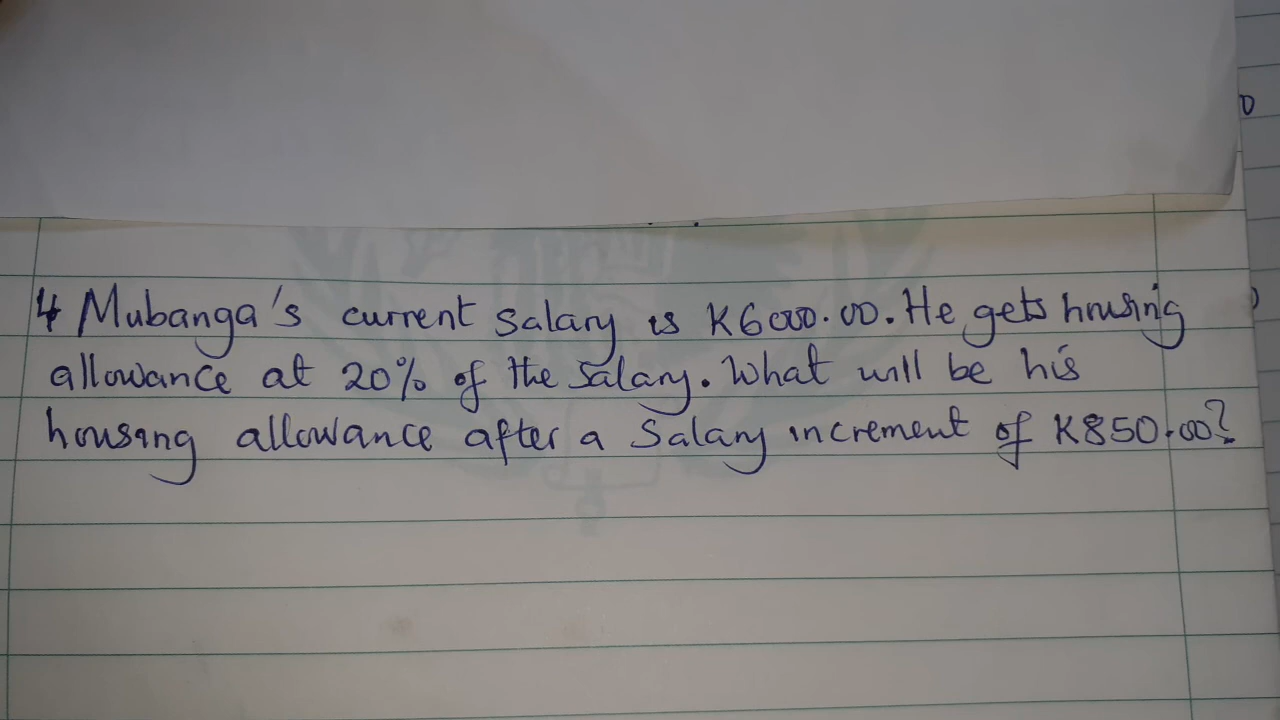 4 Mubanga's current salary is K6000.00. He gets housing
allowance at 20% of the salary. What will be his
housing allowance after a salary increment of K850.00?